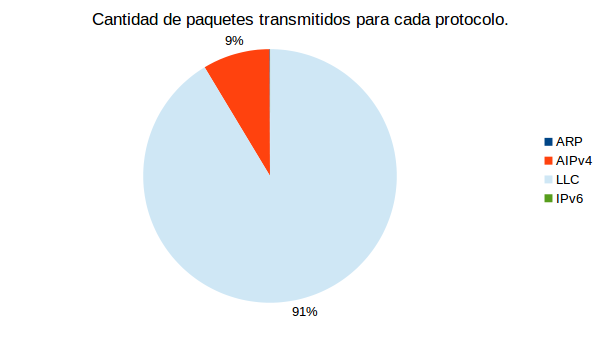 Cantidad de paquetes transmitidos para cada protocolo.
9%
ARP
AIPv4
LLC
IPv6
91%